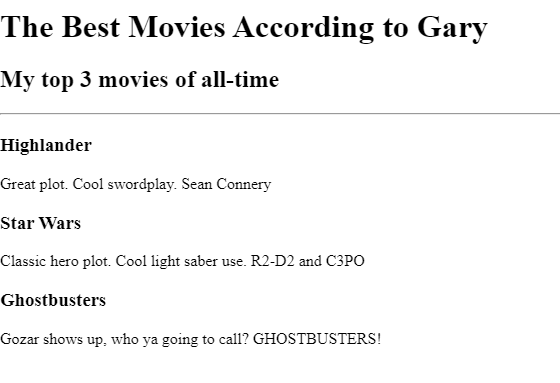 The Best Movies According to Gary
My top 3 movies of all-time
Highlander
Great plot. Cool swordplay. Sean Connery
Star Wars
Classic hero plot. Cool light saber use. R2-D2 and C3PO
Ghostbusters
Gozar shows up, who ya going to call? GHOSTBUSTERS!